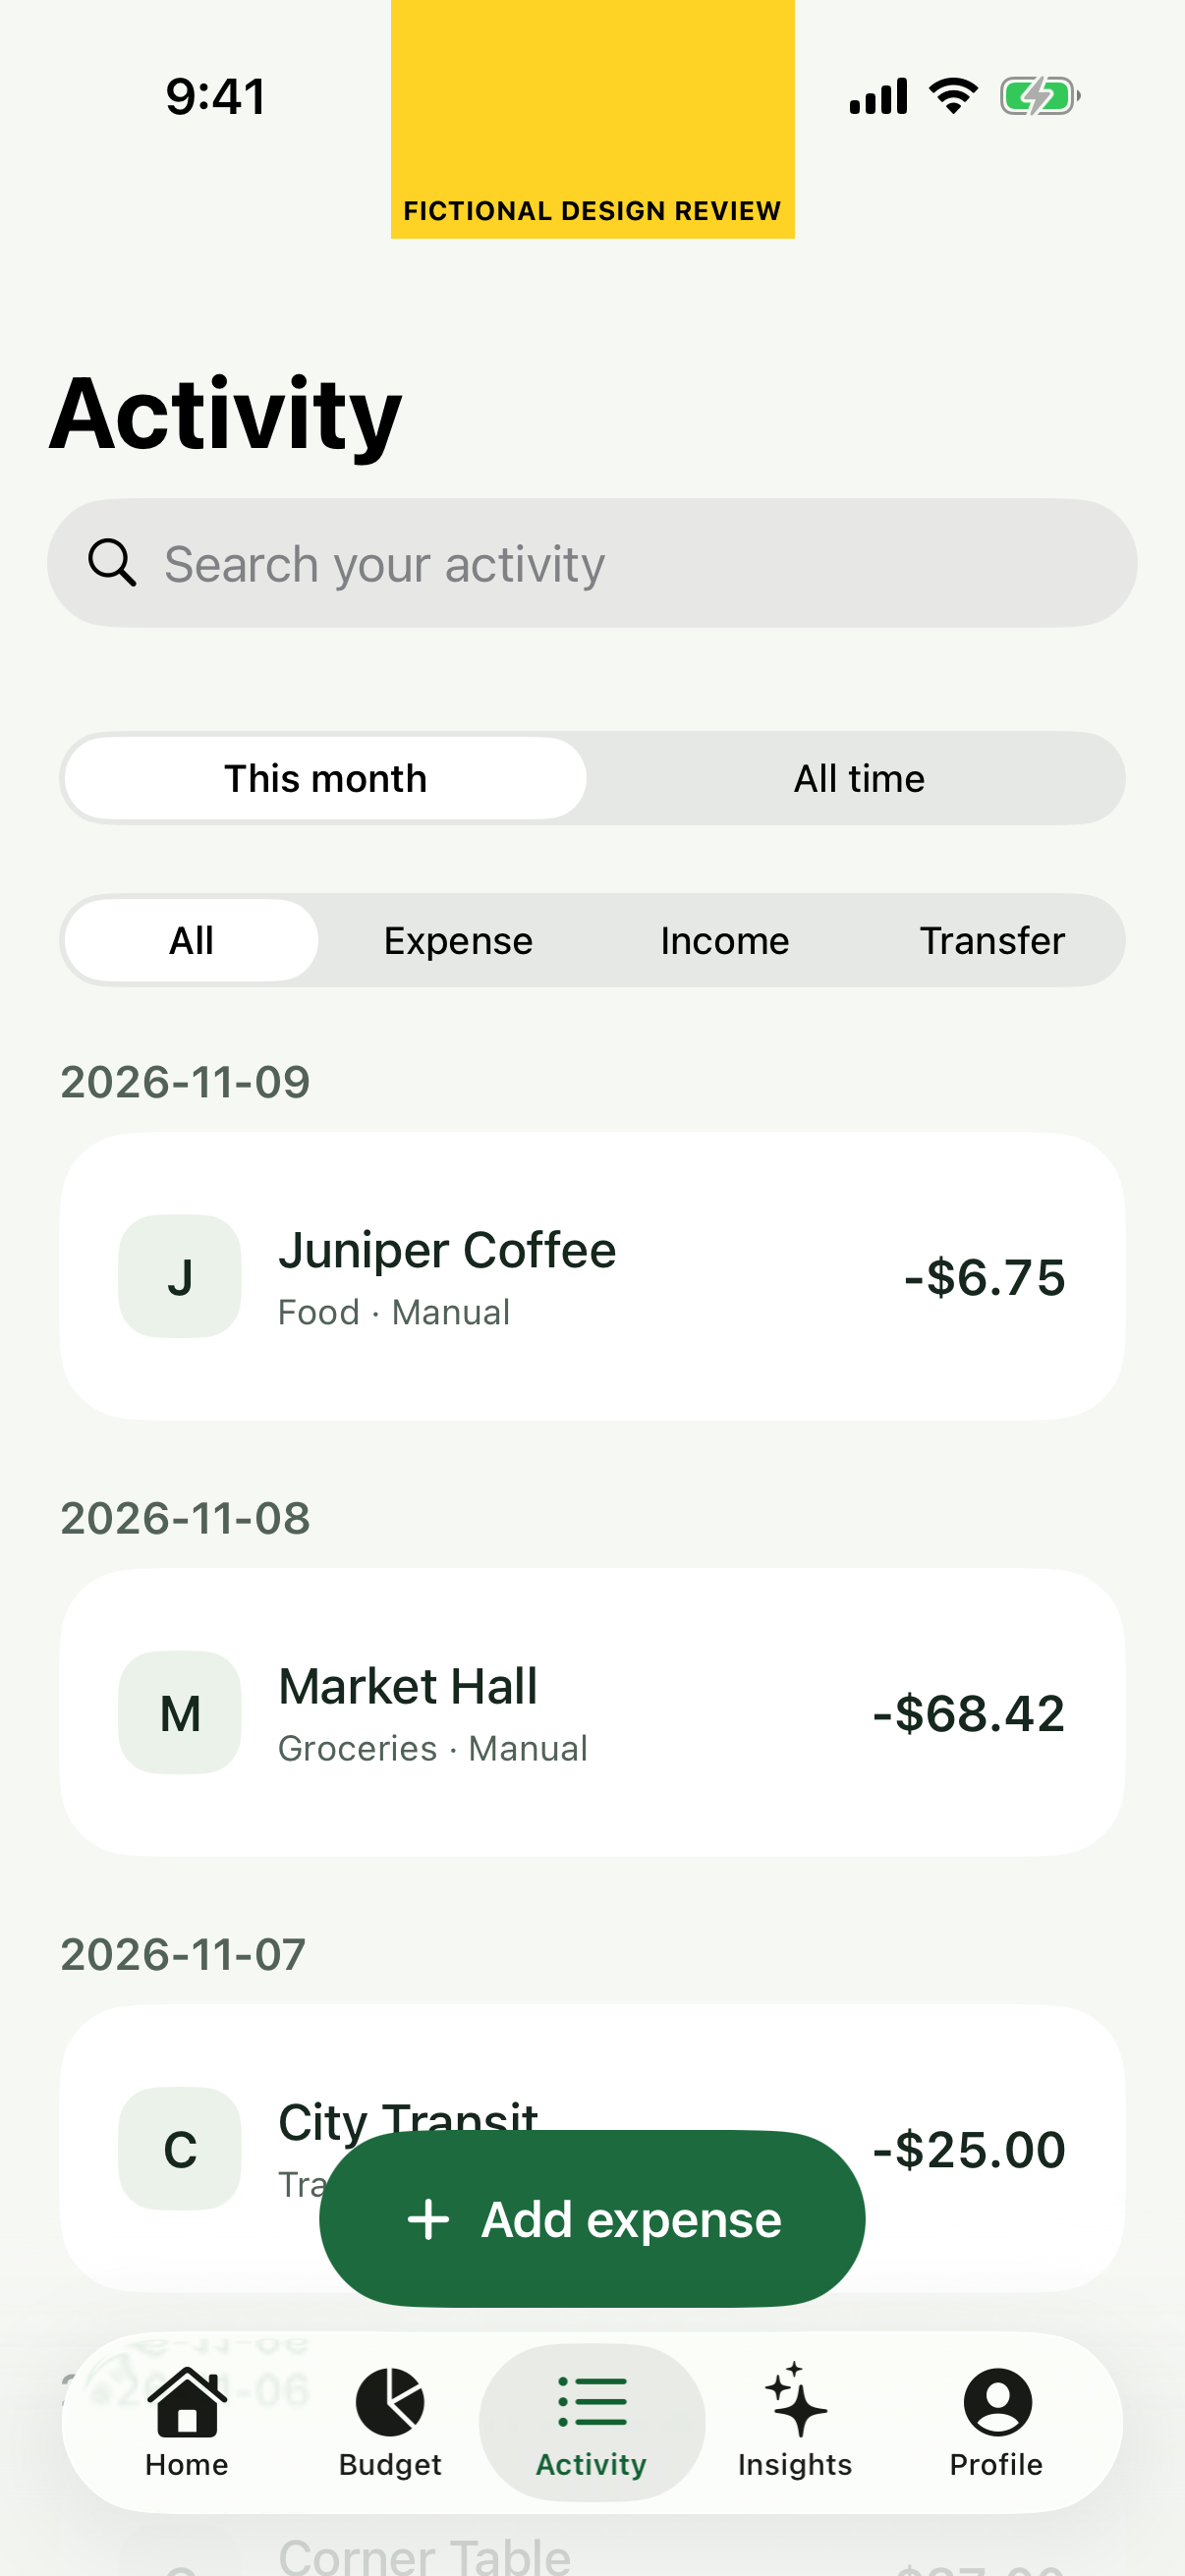 9:41
FICTIONAL DESIGN REVIEW
Activity
Search your activity
This month
All time
All
Expense
Income
Transfer
2026-11-09
J
Juniper Coffee
-$6.75
Food · Manual
2026-11-08
M
Market Hall
-$68.42
Groceries · Manual
2026-11-07
C
City Transit
-$25.00
+ Add expense
Home
Budget
Activity
Insights
Profile
Corner Table